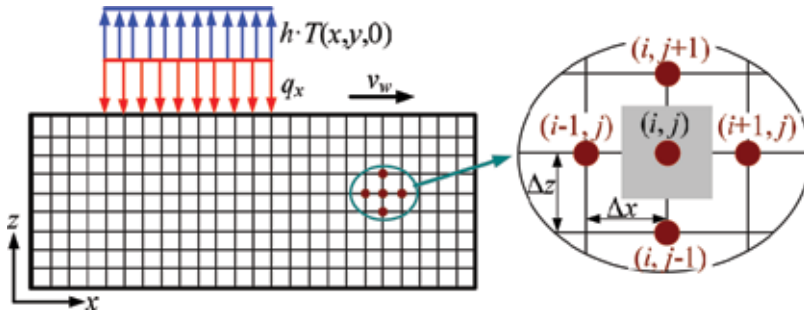 h·T(x,y,0)
q_x
v_w
z
x
(i, j+1)
(i-1, j)
(i, j)
(i+1, j)
Δz
Δx
(i, j-1)